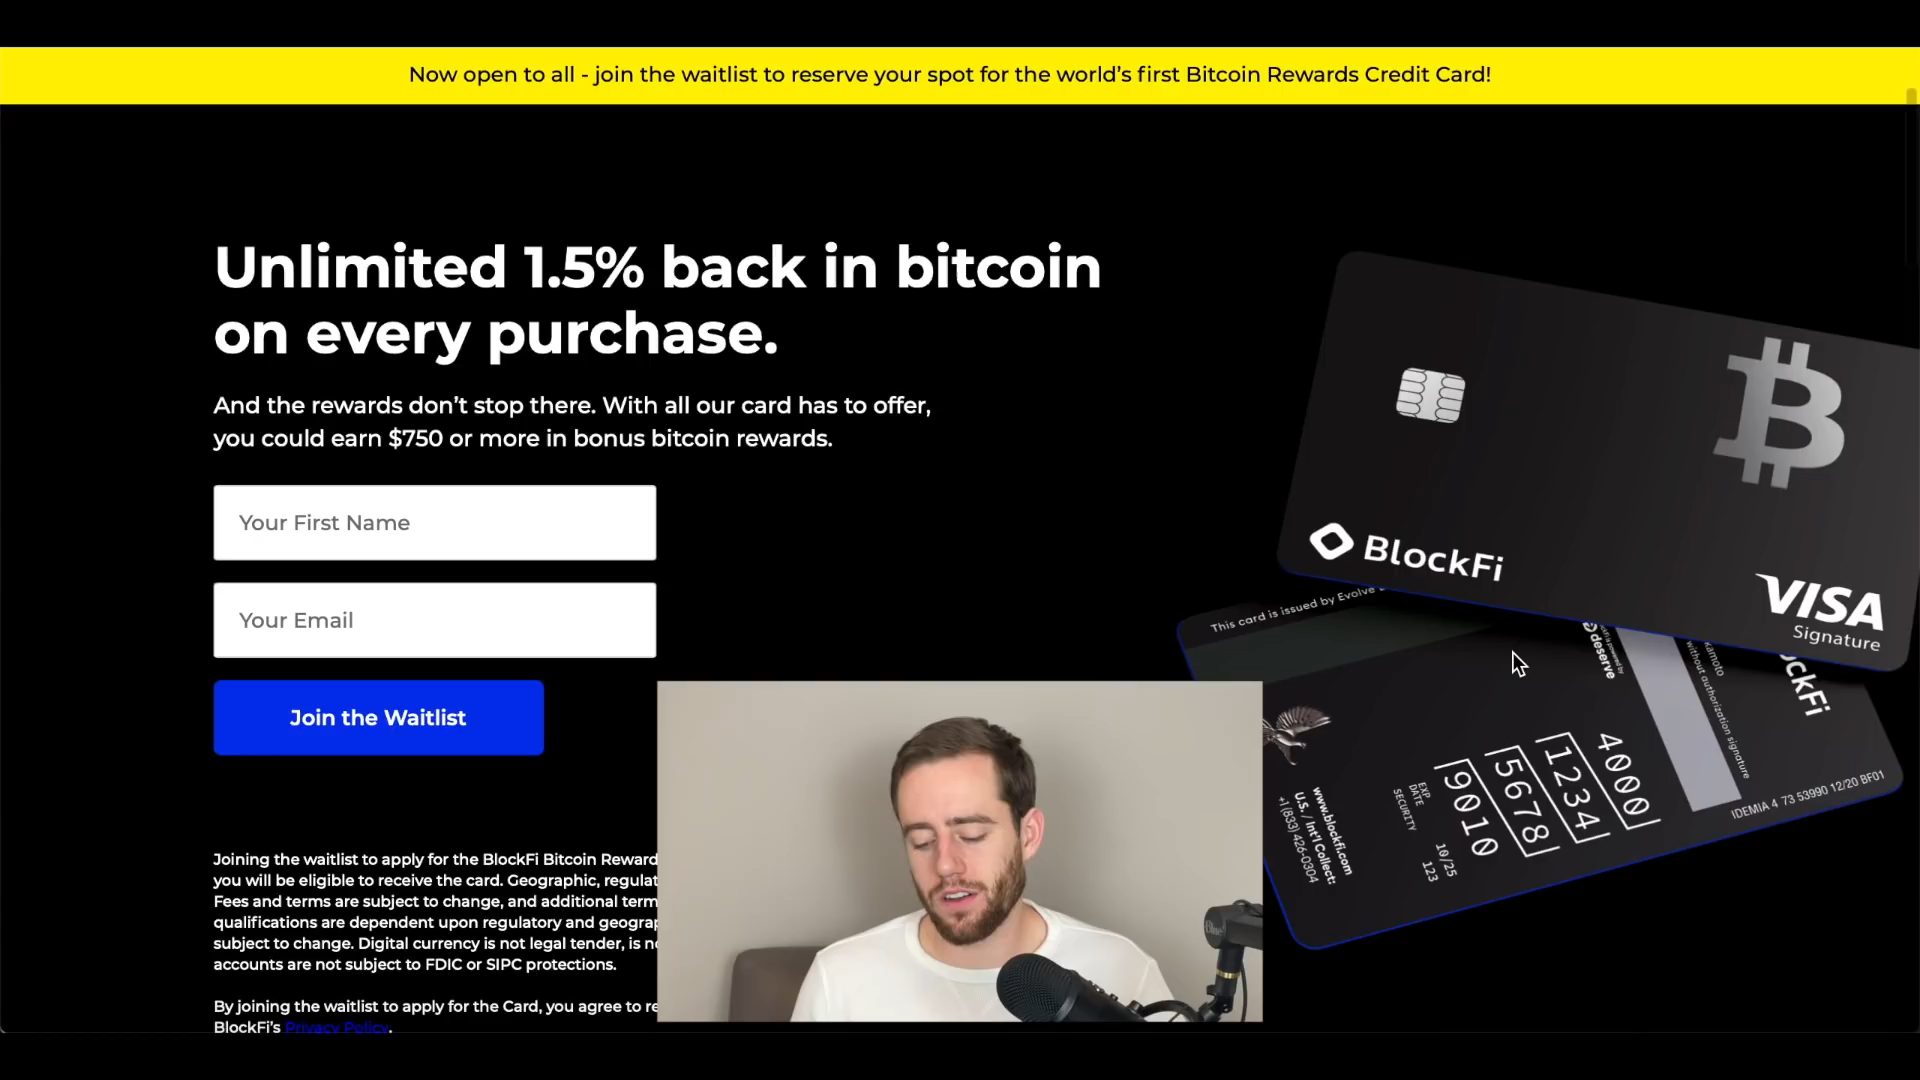 Now open to all - join the waitlist to reserve your spot for the world's first Bitcoin Rewards Credit Card!
Unlimited 1.5% back in bitcoin
on every purchase.
And the rewards don't stop there. With all our card has to offer,
you could earn $750 or more in bonus bitcoin rewards.
Your First Name
Your Email
Join the Waitlist
Joining the waitlist to apply for the BlockFi Bitcoin Reward
you will be eligible to receive the card. Geographic, regulat
Fees and terms are subject to change, and additional term
qualifications are dependent upon regulatory and geograp
subject to change. Digital currency is not legal tender, is no
accounts are not subject to FDIC or SIPC protections.
By joining the waitlist to apply for the Card, you agree to re
BlockFi's Privacy Policy.
BlockFi
VISA
Signature
This card is issued by Evolve
deserve
without authorization signature
ckFi
4000
1234
5678
9010
EXP
DATE
SECURITY
10/25
123
www.blockfi.com
U.S. / Int'l Collect:
+1 (833) 426-0304
IDEMIA 4 73 53990 12/20 BF01
Blue